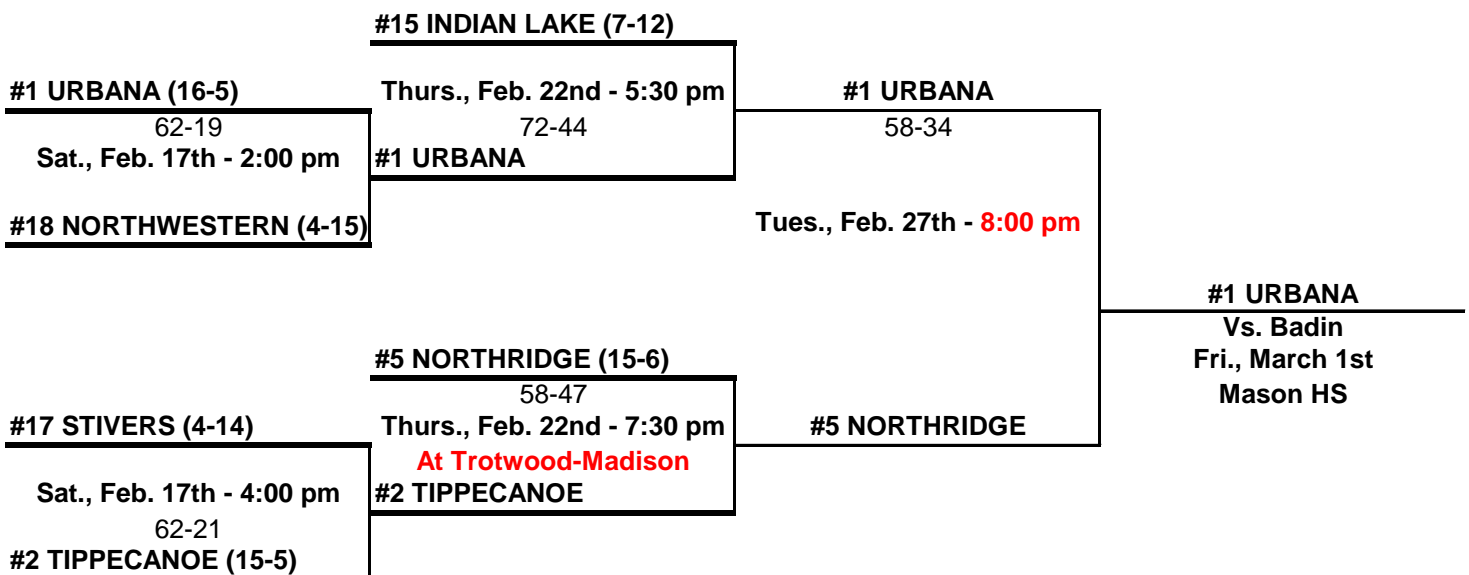 #15 INDIAN LAKE (7-12)
#1 URBANA (16-5)
Thurs., Feb. 22nd - 5:30 pm
#1 URBANA
62-19
72-44
58-34
Sat., Feb. 17th - 2:00 pm
#1 URBANA
#18 NORTHWESTERN (4-15)
Tues., Feb. 27th - 8:00 pm
#1 URBANA
Vs. Badin
Fri., March 1st
Mason HS
#5 NORTHRIDGE (15-6)
58-47
#17 STIVERS (4-14)
Thurs., Feb. 22nd - 7:30 pm
#5 NORTHRIDGE
At Trotwood-Madison
Sat., Feb. 17th - 4:00 pm
#2 TIPPECANOE
62-21
#2 TIPPECANOE (15-5)